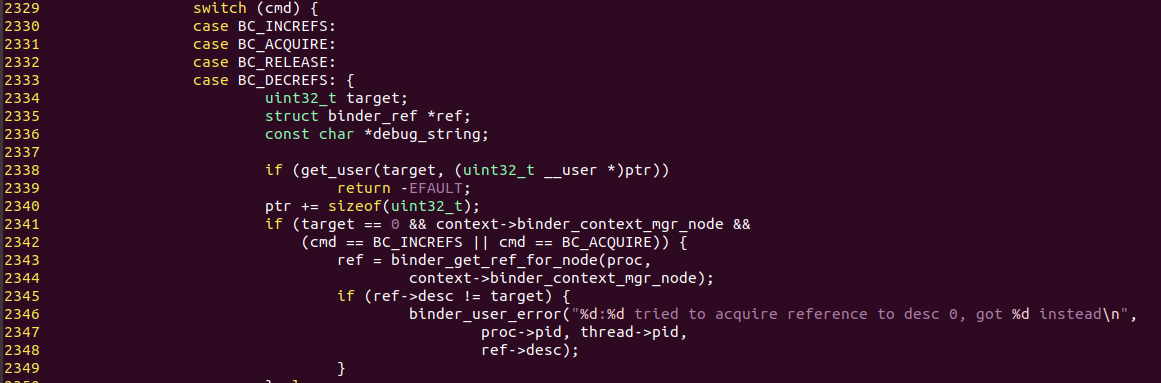 2329 switch (cmd) {
2330 case BC_INCREFS:
2331 case BC_ACQUIRE:
2332 case BC_RELEASE:
2333 case BC_DECREFS: {
2334 uint32_t target;
2335 struct binder_ref *ref;
2336 const char *debug_string;
2337
2338 if (get_user(target, (uint32_t __user *)ptr))
2339 return -EFAULT;
2340 ptr += sizeof(uint32_t);
2341 if (target == 0 && context->binder_context_mgr_node &&
2342 (cmd == BC_INCREFS || cmd == BC_ACQUIRE)) {
2343 ref = binder_get_ref_for_node(proc,
2344 context->binder_context_mgr_node);
2345 if (ref->desc != target) {
2346 binder_user_error("%d:%d tried to acquire reference to desc 0, got %d instead\n",
2347 proc->pid, thread->pid,
2348 ref->desc);
2349 }